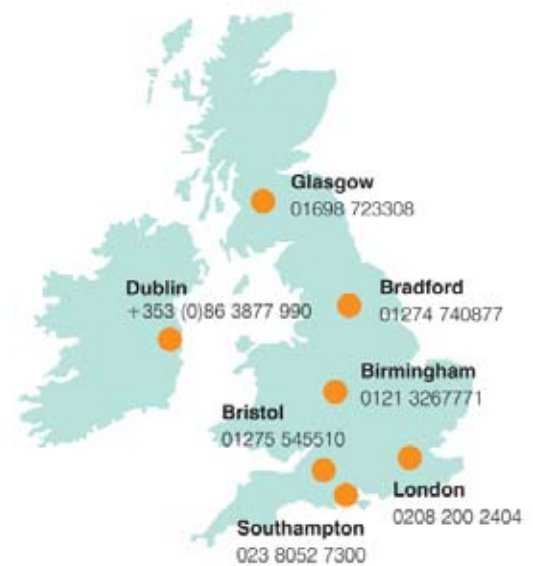 Glasgow
01698 723308
Dublin
+353 (0)86 3877 990
Bradford
01274 740877
Birmingham
0121 3267771
Bristol
01275 545510
London
0208 200 2404
Southampton
023 8052 7300